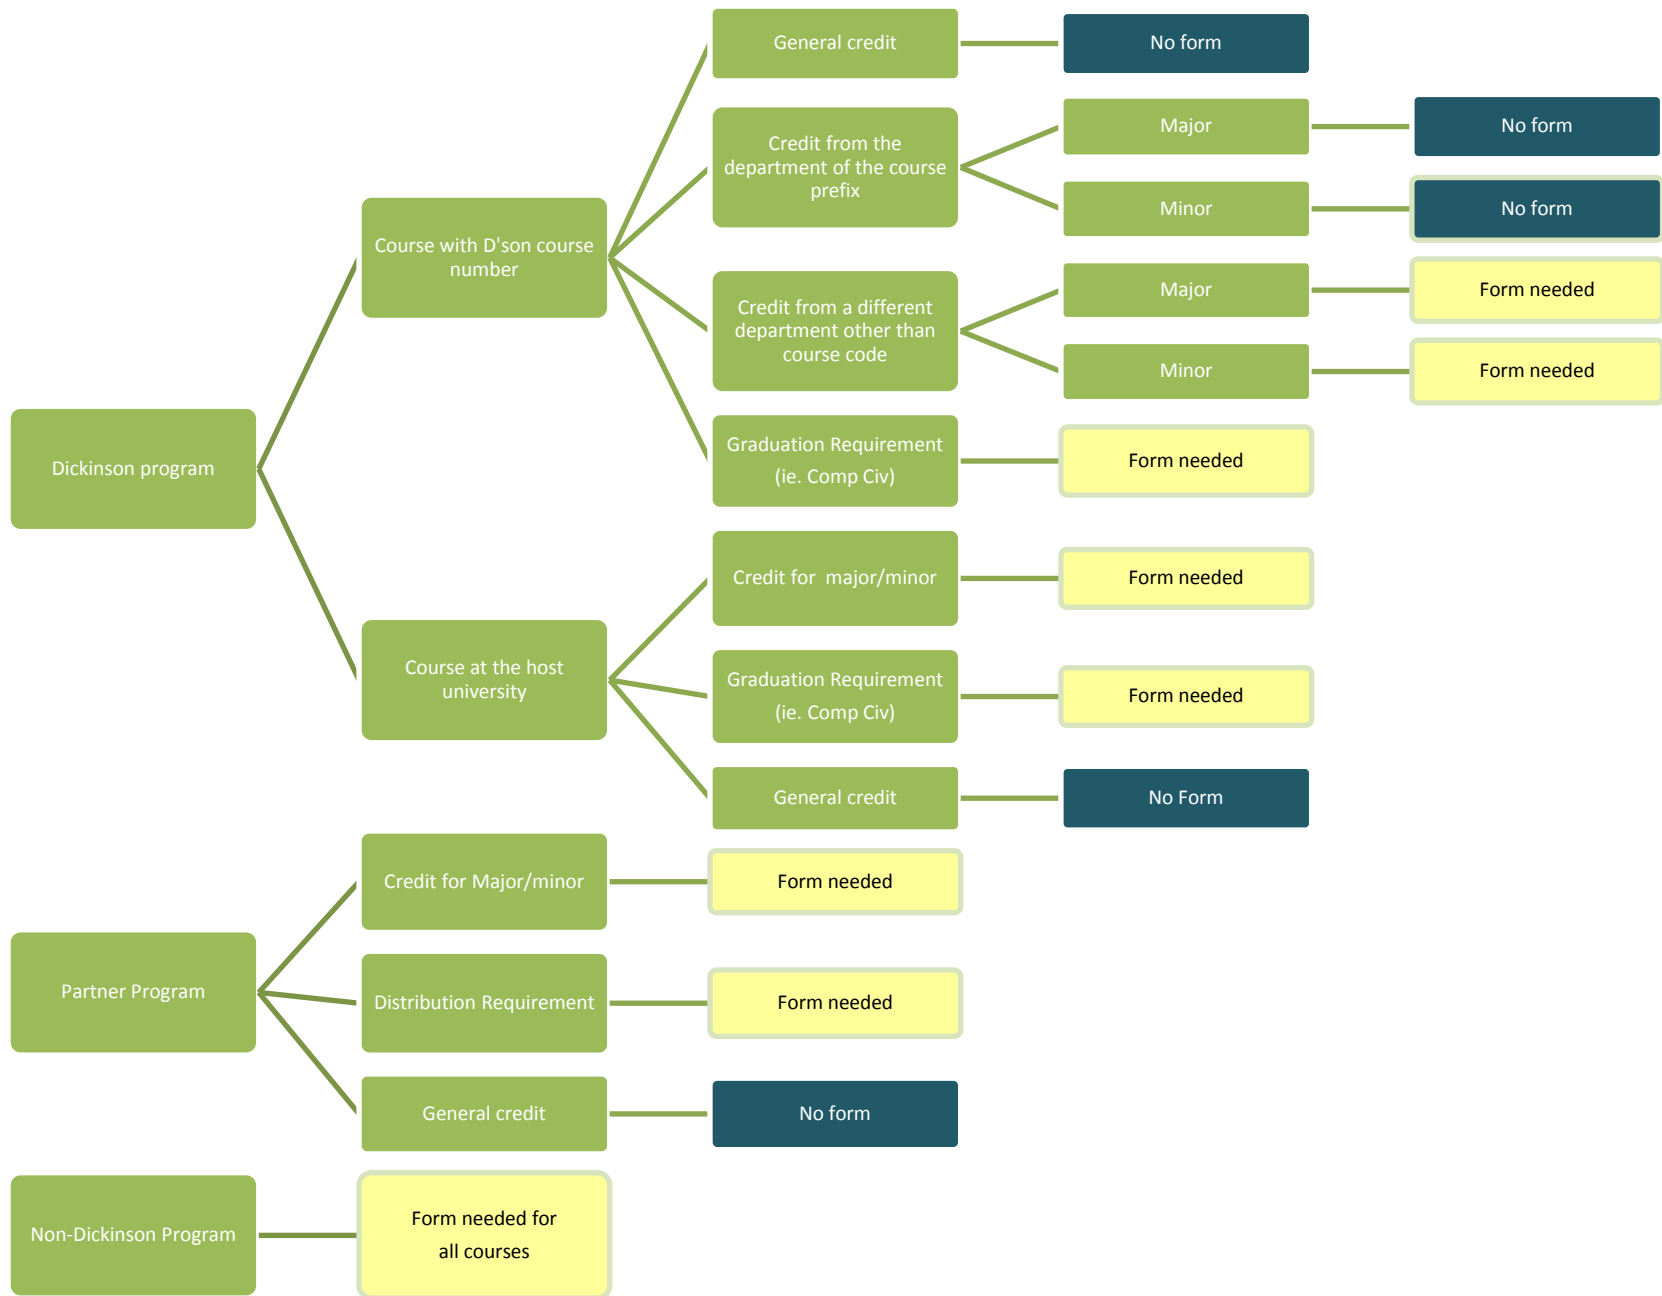 General credit
No form
Credit from the
department of the course
prefix
Major
No form
Minor
No form
Course with D'son course
number
Credit from a different
department other than
course code
Major
Form needed
Minor
Form needed
Graduation Requirement
(ie. Comp Civ)
Form needed
Dickinson program
Credit for  major/minor
Form needed
Course at the host
university
Graduation Requirement
(ie. Comp Civ)
Form needed
General credit
No Form
Credit for Major/minor
Form needed
Partner Program
Distribution Requirement
Form needed
General credit
No form
Non-Dickinson Program
Form needed for
all courses